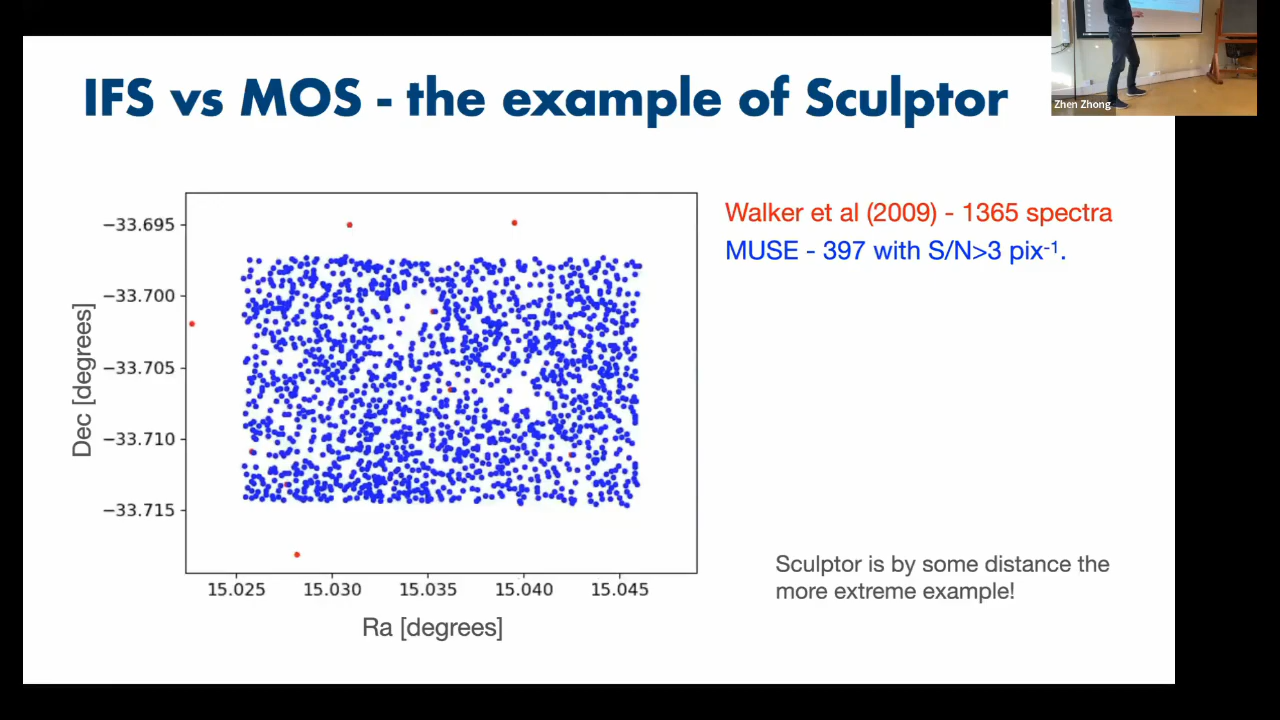 IFS vs MOS - the example of Sculptor
Zhen Zhong
Walker et al (2009) - 1365 spectra
MUSE - 397 with S/N>3 pix-1.
−33.695
−33.700
−33.705
−33.710
−33.715
Dec [degrees]
15.025 15.030 15.035 15.040 15.045
Ra [degrees]
Sculptor is by some distance the
more extreme example!